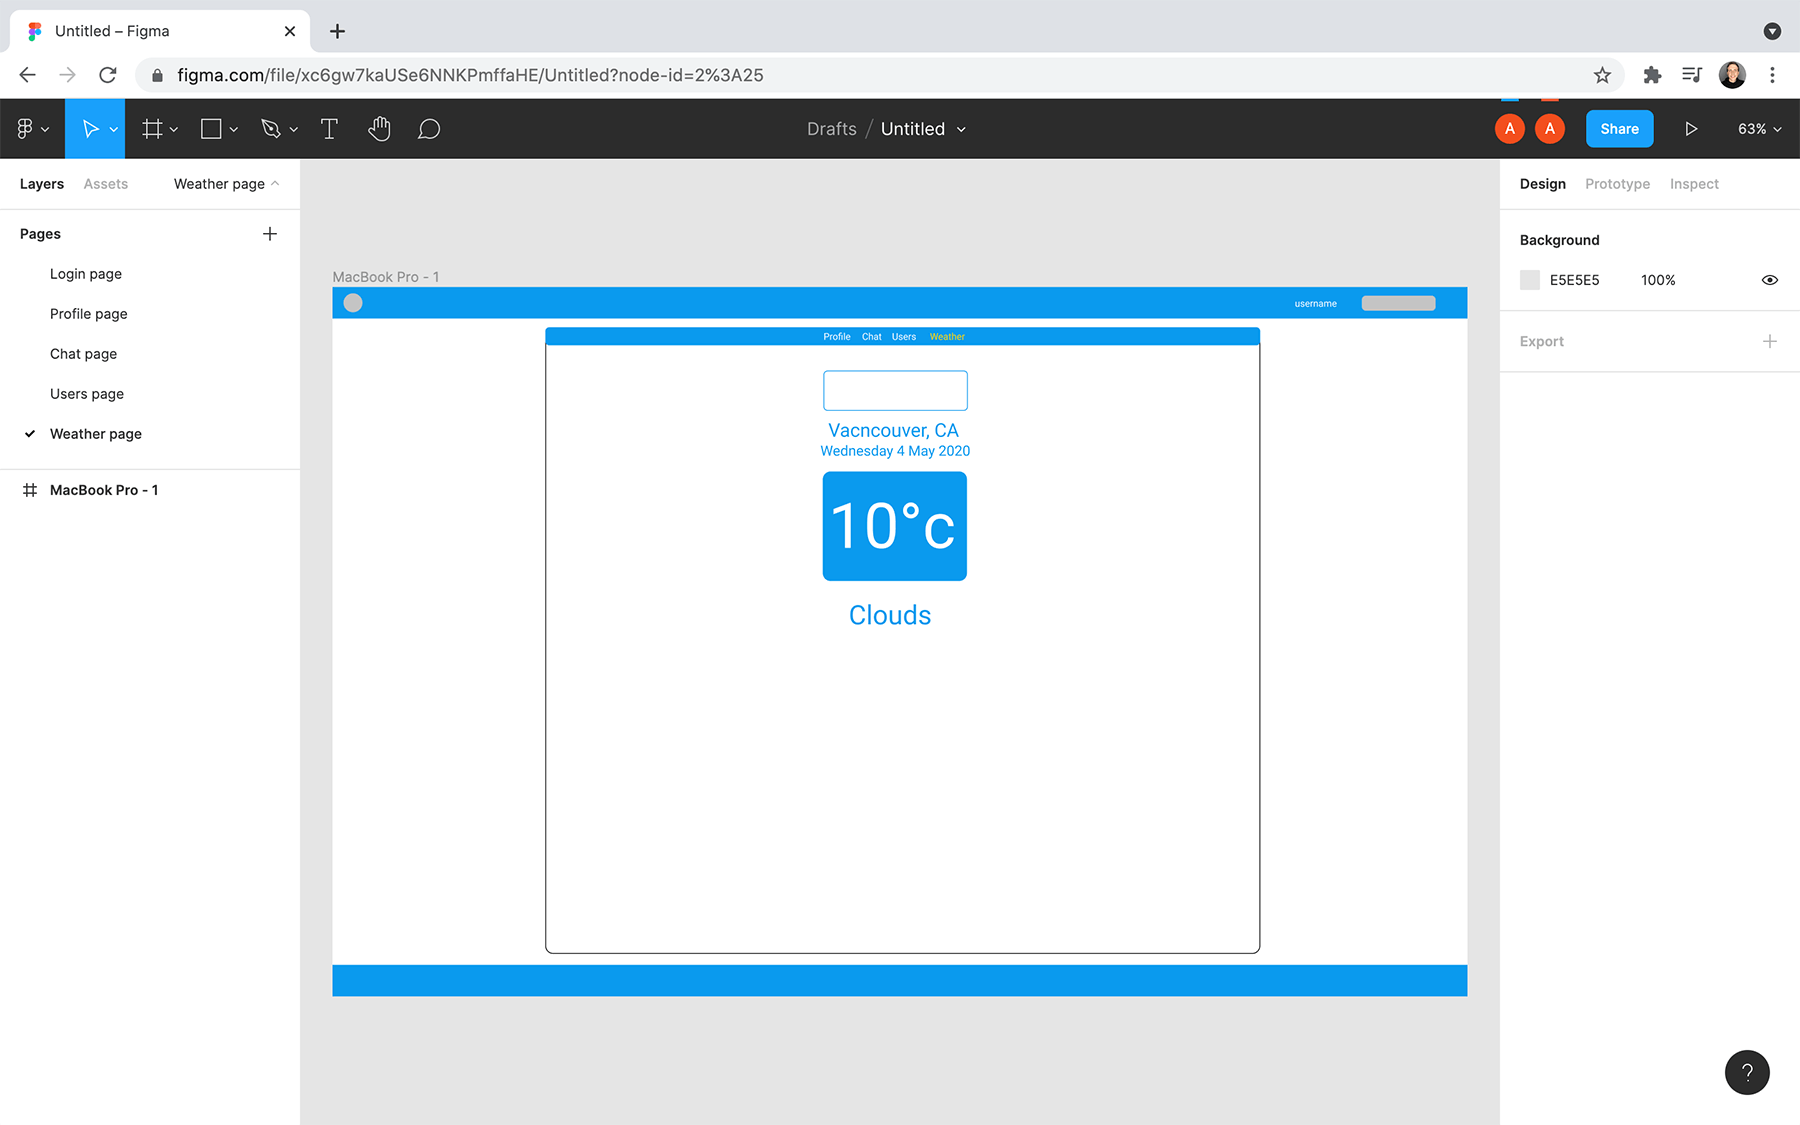 Untitled – Figma
figma.com/file/xc6gw7kaUSe6NNKPmffaHE/Untitled?node-id=2%3A25
Drafts / Untitled
A A Share 63%
Layers Assets Weather page
Pages
Login page
Profile page
Chat page
Users page
Weather page
MacBook Pro - 1
MacBook Pro - 1
username
Profile Chat Users Weather
Vacncouver, CA
Wednesday 4 May 2020
10°c
Clouds
Design Prototype Inspect
Background
E5E5E5 100%
Export
?